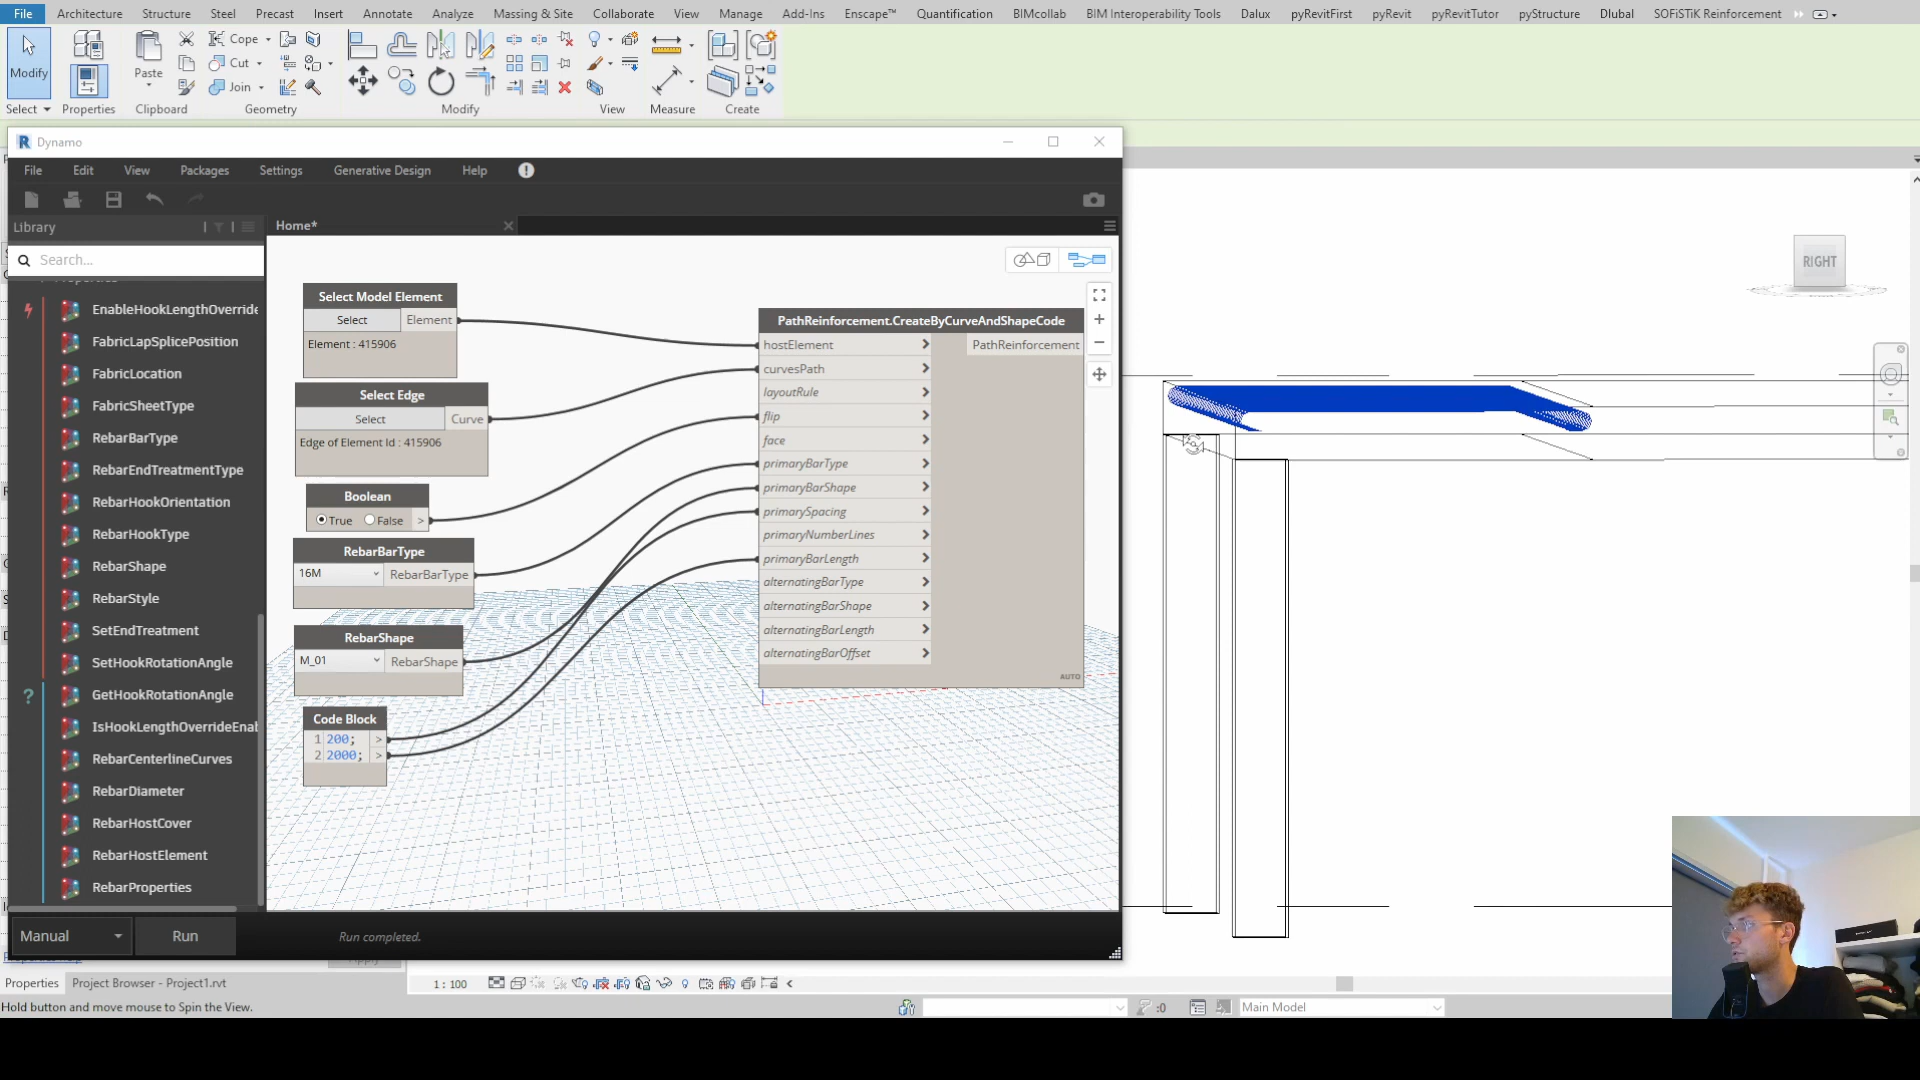 File Architecture Structure Steel Precast Insert Annotate Analyze Massing & Site Collaborate View Manage Add-Ins Enscape™ Quantification BIMcollab BIM Interoperability Tools Dalux pyRevitFirst pyRevit pyRevitTutor pyStructure Dlubal SOFiSTiK Reinforcement
Modify
Paste
Cope
Cut
Join
Select Properties Clipboard Geometry Modify View Measure Create
Dynamo
File Edit View Packages Settings Generative Design Help
Library
Home*
Search...
EnableHookLengthOverride
FabricLapSplicePosition
FabricLocation
FabricSheetType
RebarBarType
RebarEndTreatmentType
RebarHookOrientation
RebarHookType
RebarShape
RebarStyle
SetEndTreatment
SetHookRotationAngle
GetHookRotationAngle
IsHookLengthOverrideEnab
RebarCenterlineCurves
RebarDiameter
RebarHostCover
RebarHostElement
RebarProperties
Select Model Element
Select Element
Element : 415906
Select Edge
Select Curve
Edge of Element Id : 415906
Boolean
True False >
RebarBarType
16M RebarBarType
RebarShape
M_01 RebarShape
Code Block
1 200; >
2 2000; >
PathReinforcement.CreateByCurveAndShapeCode
hostElement > PathReinforcement
curvesPath >
layoutRule >
flip >
face >
primaryBarType >
primaryBarShape >
primarySpacing >
primaryNumberLines >
primaryBarLength >
alternatingBarType >
alternatingBarShape >
alternatingBarLength >
alternatingBarOffset >
AUTO
RIGHT
Manual Run Run completed.
Properties Project Browser - Project1.rvt 1 : 100
Hold button and move mouse to Spin the View. :0 Main Model